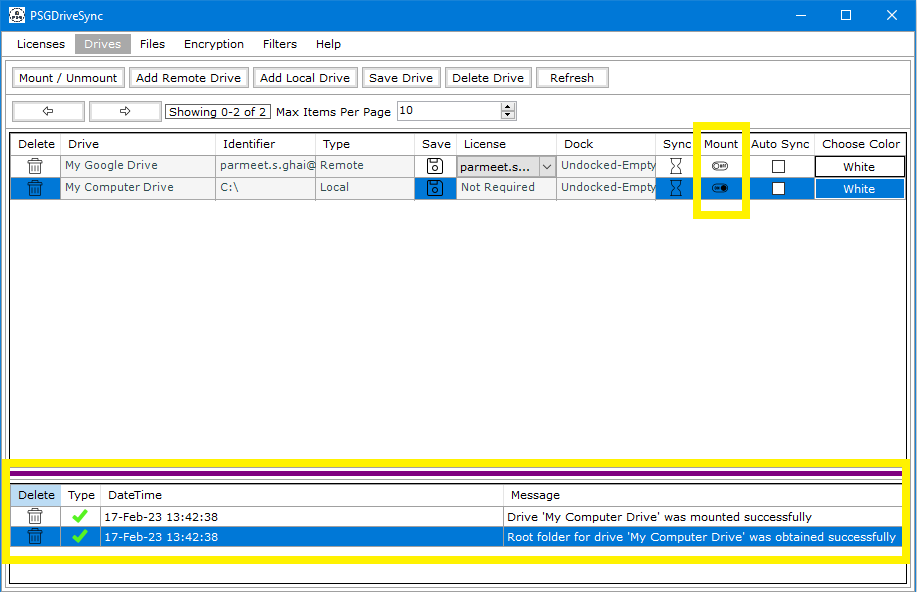 PSGDriveSync
Licenses Drives Files Encryption Filters Help
Mount / Unmount Add Remote Drive Add Local Drive Save Drive Delete Drive Refresh
Showing 0-2 of 2 Max Items Per Page 10
Delete Drive Identifier Type Save License Dock Sync Mount Auto Sync Choose Color
My Google Drive parmeet.s.ghai@ Remote parmeet.s... Undocked-Empty White
My Computer Drive C:\ Local Not Required Undocked-Empty White
Delete Type DateTime Message
17-Feb-23 13:42:38 Drive 'My Computer Drive' was mounted successfully
17-Feb-23 13:42:38 Root folder for drive 'My Computer Drive' was obtained successfully